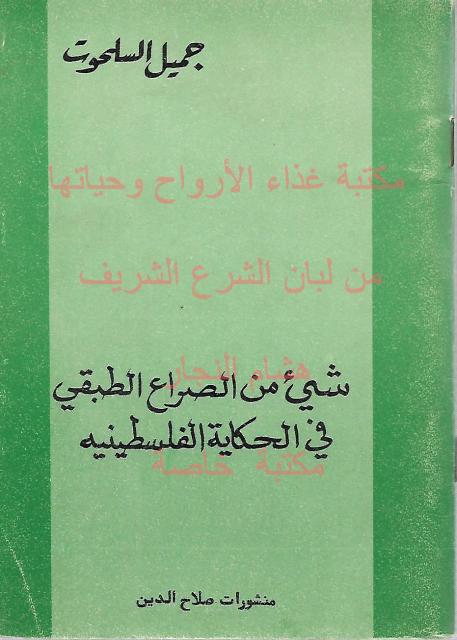 جميل السلحوت
مكتبة غذاء الأرواح وحياتها
من لبان الشرع الشريف
هشام النجار
شيء من الصراع الطبقي
في الحكاية الفلسطينيه
مكتبة خاصة
منشورات صلاح الدين